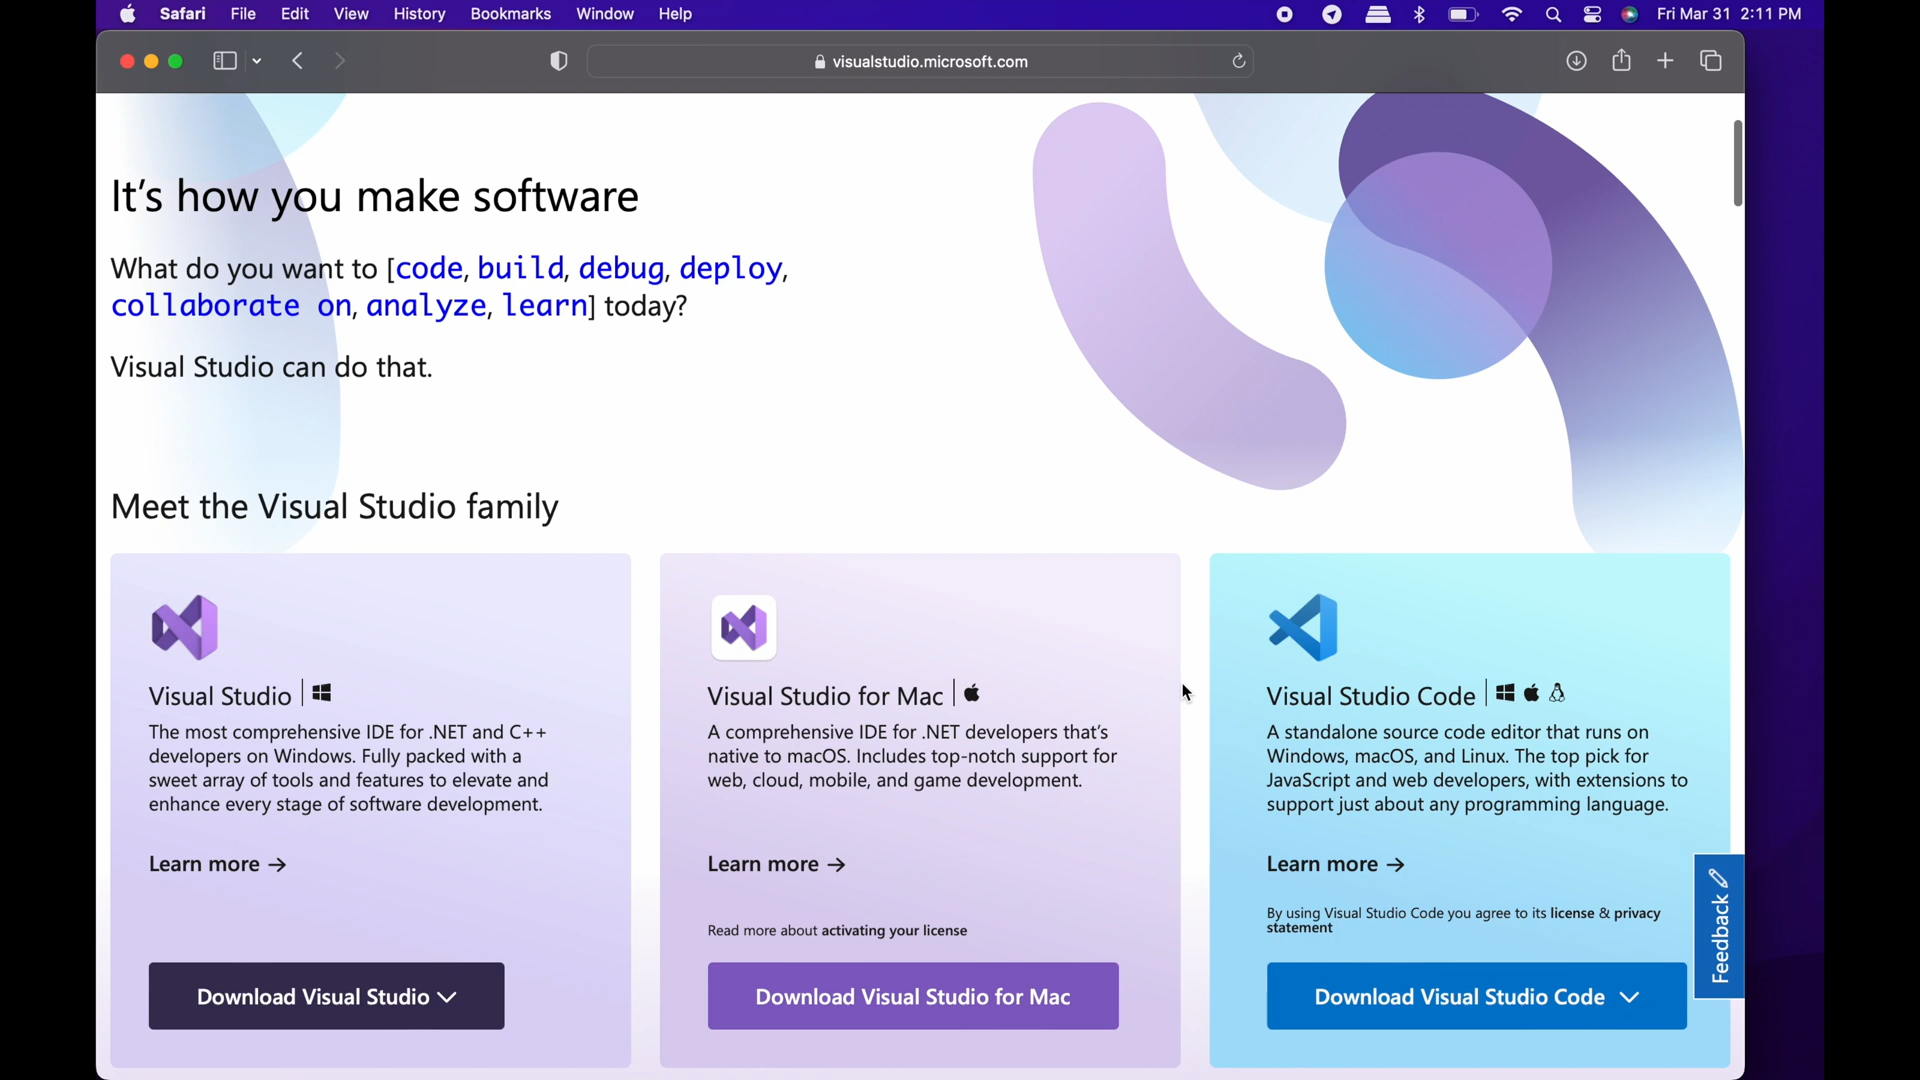 Safari File Edit View History Bookmarks Window Help Fri Mar 31 2:11 PM
visualstudio.microsoft.com
It's how you make software
What do you want to [code, build, debug, deploy,
collaborate on, analyze, learn] today?
Visual Studio can do that.
Meet the Visual Studio family
Visual Studio
The most comprehensive IDE for .NET and C++
developers on Windows. Fully packed with a
sweet array of tools and features to elevate and
enhance every stage of software development.
Learn more →
Download Visual Studio
Visual Studio for Mac
A comprehensive IDE for .NET developers that's
native to macOS. Includes top-notch support for
web, cloud, mobile, and game development.
Learn more →
Read more about activating your license
Download Visual Studio for Mac
Visual Studio Code
A standalone source code editor that runs on
Windows, macOS, and Linux. The top pick for
JavaScript and web developers, with extensions to
support just about any programming language.
Learn more →
By using Visual Studio Code you agree to its license & privacy
statement
Download Visual Studio Code
Feedback